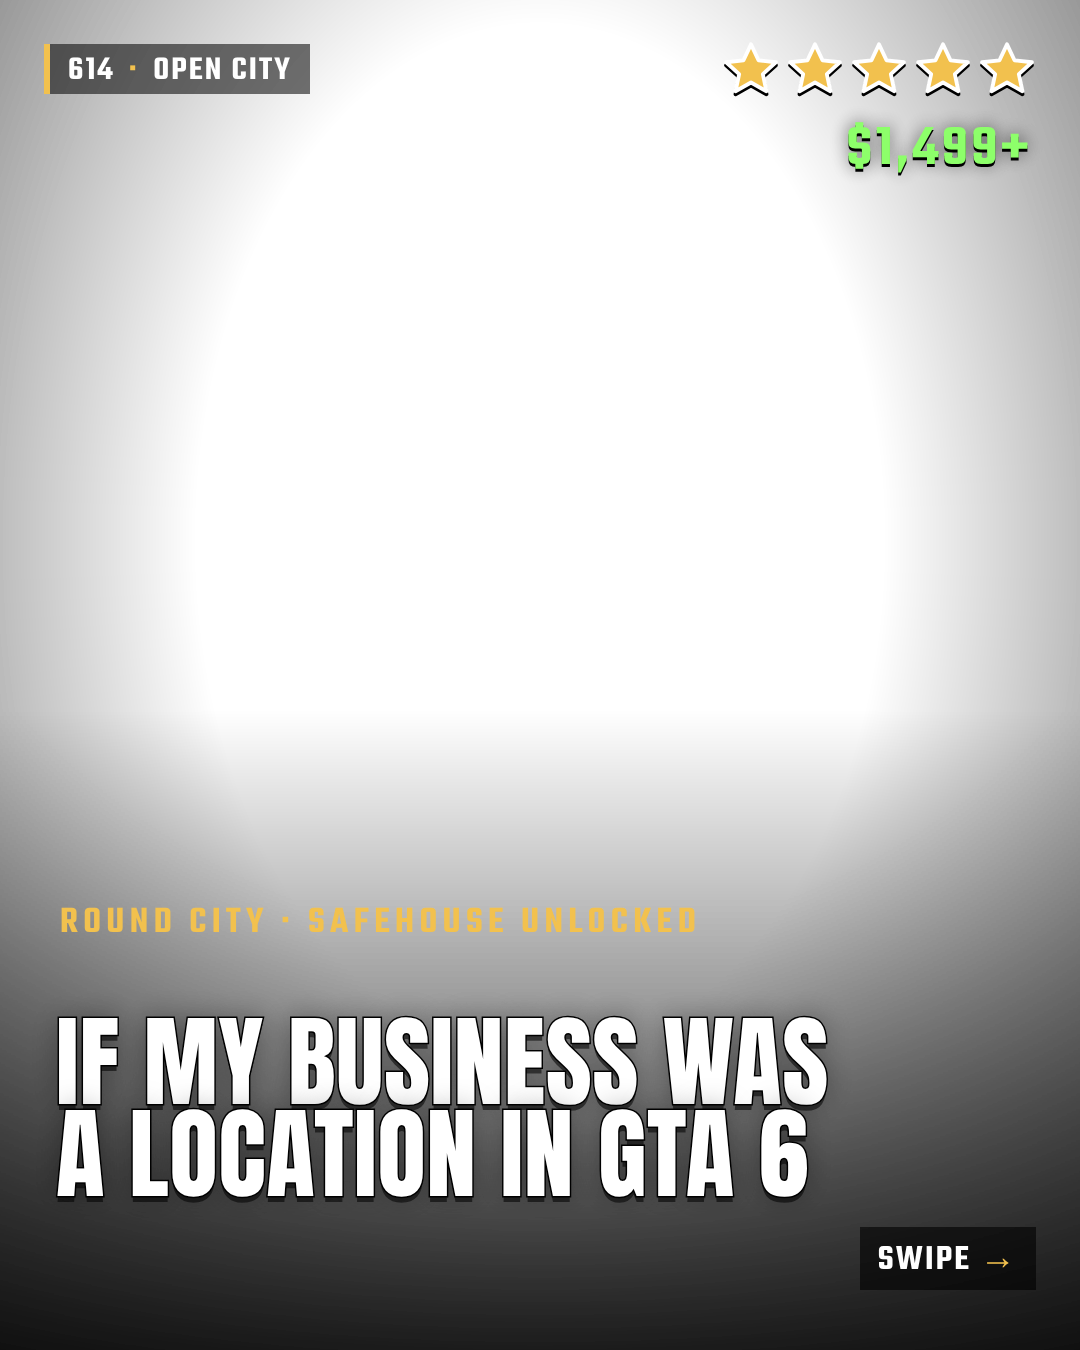 614 · OPEN CITY
$1,499+
ROUND CITY · SAFEHOUSE UNLOCKED
IF MY BUSINESS WAS
A LOCATION IN GTA 6
SWIPE →